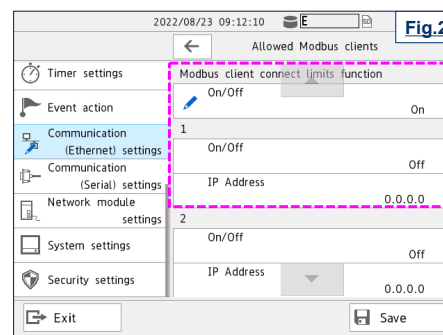 2022/08/23 09:12:10 E SD
Fig.2
Allowed Modbus clients
Timer settings
Event action
Communication
(Ethernet) settings
Communication
(Serial) settings
Network module
settings
System settings
Security settings
Modbus client connect limits function
On/Off
On
1
On/Off
Off
IP Address
0.0.0.0
2
On/Off
Off
IP Address
0.0.0.0
Exit
Save